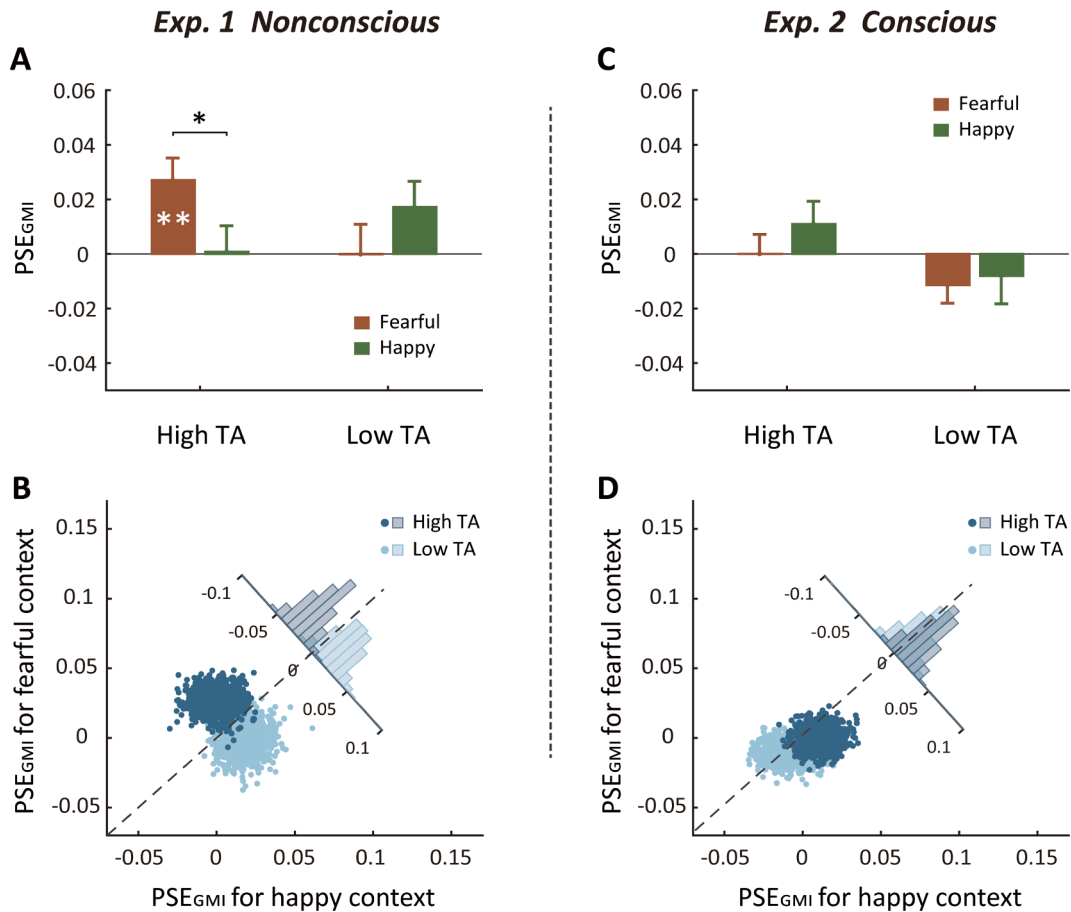 Exp. 1 Nonconscious
A
0.06
0.04
0.02
0
-0.02
-0.04
PSEGMI
*
**
Fearful
Happy
High TA
Low TA
Exp. 2 Conscious
C
0.06
0.04
0.02
0
-0.02
-0.04
PSEGMI
Fearful
Happy
High TA
Low TA
B
0.15
0.1
0.05
0
-0.05
PSEGMI for fearful context
High TA
Low TA
-0.1
-0.05
0
0.05
0.1
-0.05
0
0.05
0.1
0.15
PSEGMI for happy context
D
0.15
0.1
0.05
0
-0.05
PSEGMI for fearful context
High TA
Low TA
-0.1
-0.05
0
0.05
0.1
-0.05
0
0.05
0.1
0.15
PSEGMI for happy context